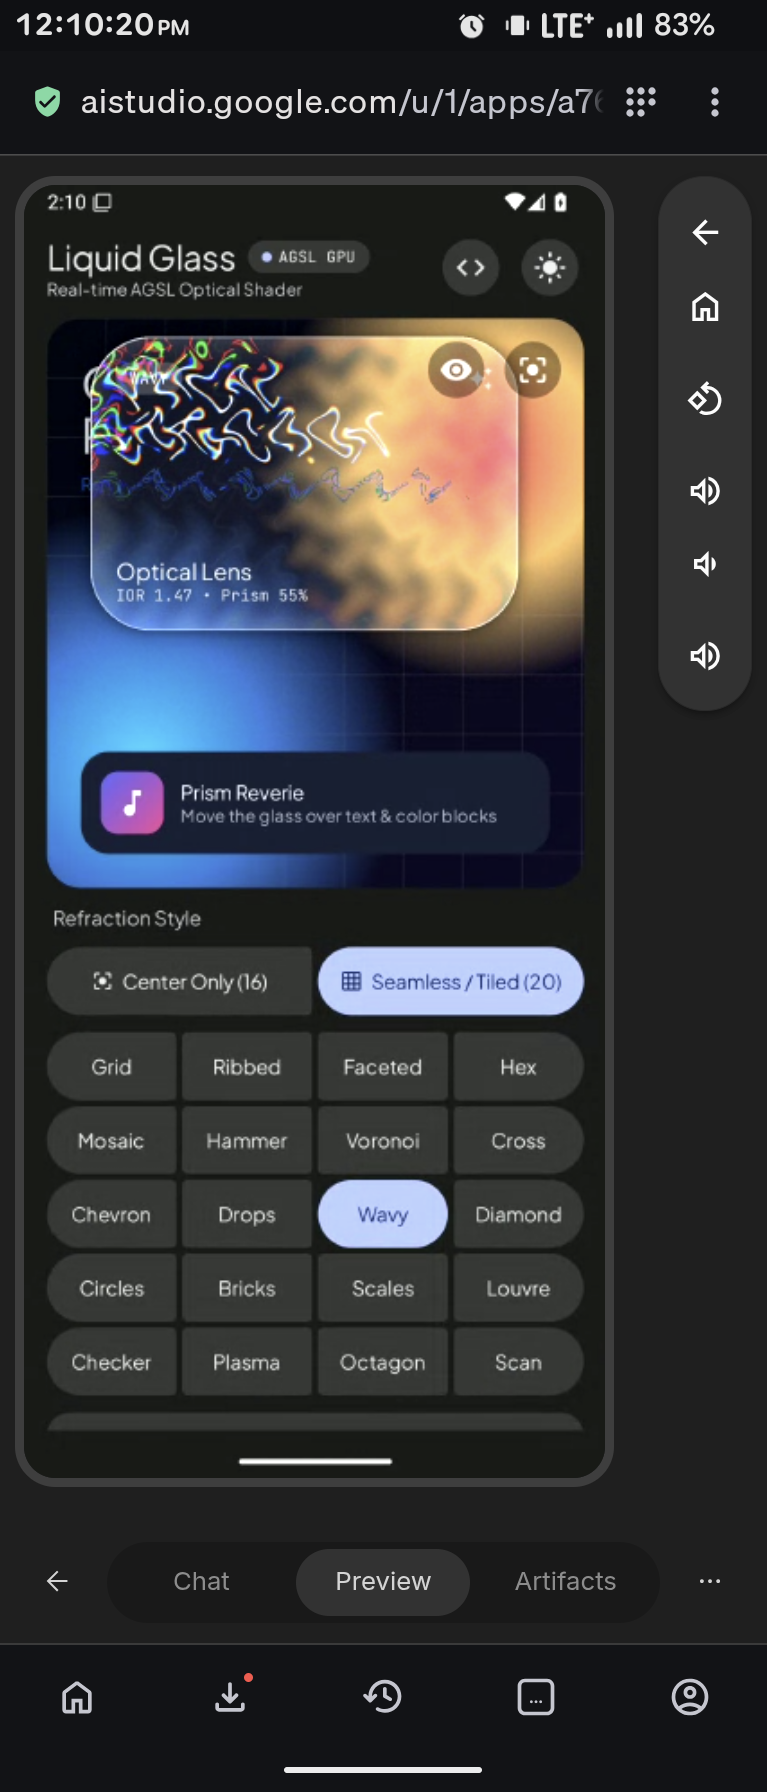 12:10:20 PM LTE+ 83%
aistudio.google.com/u/1/apps/a76
2:10
Liquid Glass AGSL GPU
Real-time AGSL Optical Shader
WAVY
Optical Lens
IOR 1.47 • Prism 55%
Prism Reverie
Move the glass over text & color blocks
Refraction Style
Center Only (16) Seamless / Tiled (20)
Grid Ribbed Faceted Hex
Mosaic Hammer Voronoi Cross
Chevron Drops Wavy Diamond
Circles Bricks Scales Louvre
Checker Plasma Octagon Scan
Chat Preview Artifacts